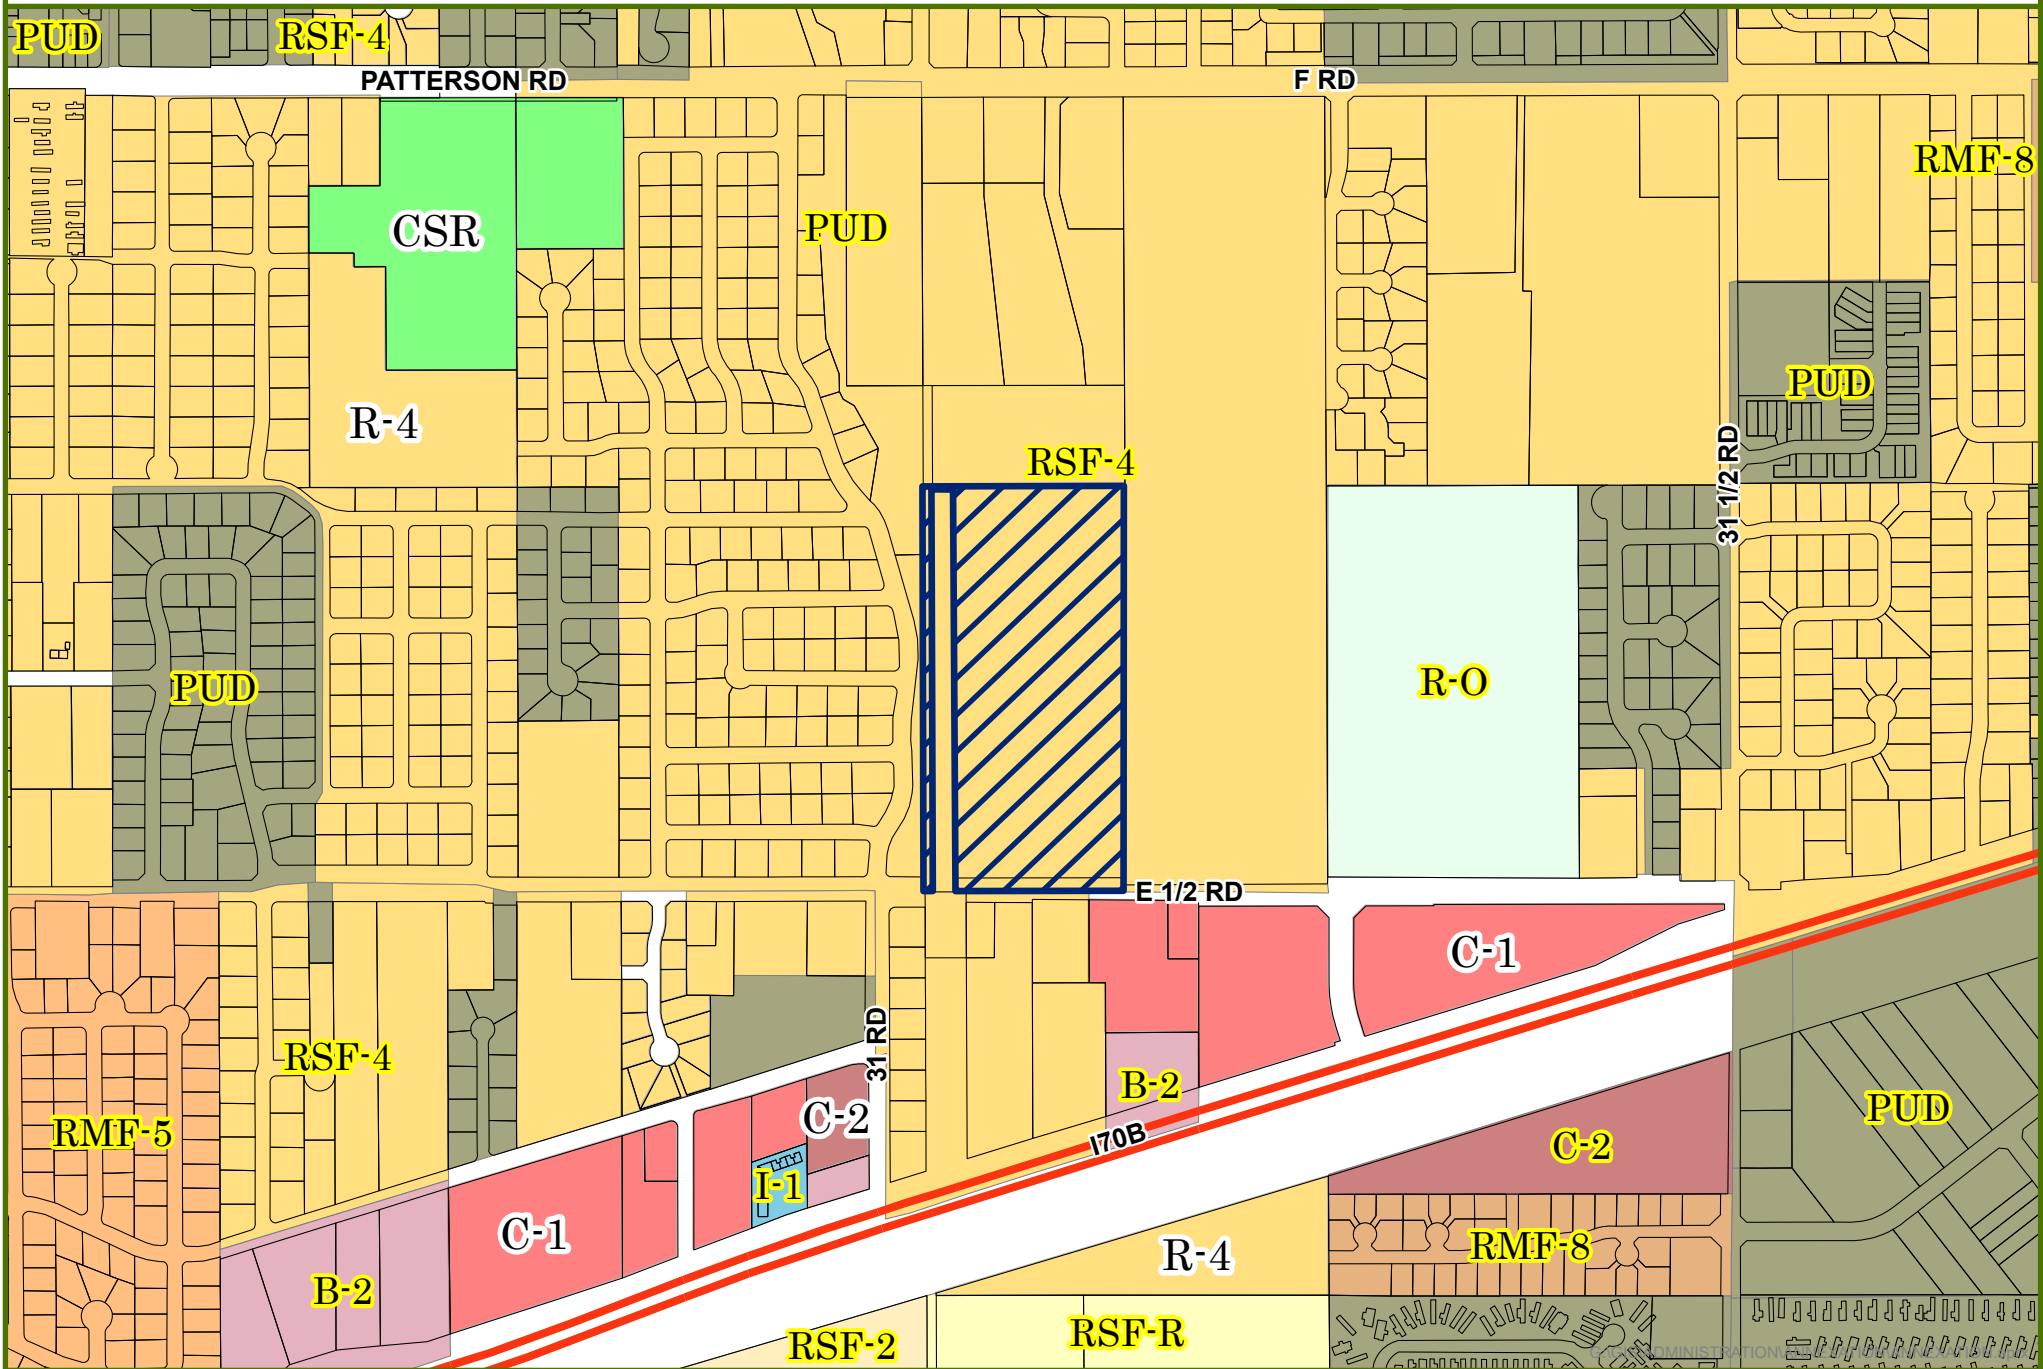 PUD
RSF-4
PATTERSON RD
F RD
RMF-8
CSR
PUD
PUD
R-4
RSF-4
31 1/2 RD
PUD
R-O
E 1/2 RD
C-1
31 RD
RSF-4
B-2
C-2
RMF-5
I70B
PUD
C-2
I-1
C-1
R-4
RMF-8
B-2
RSF-2
RSF-R